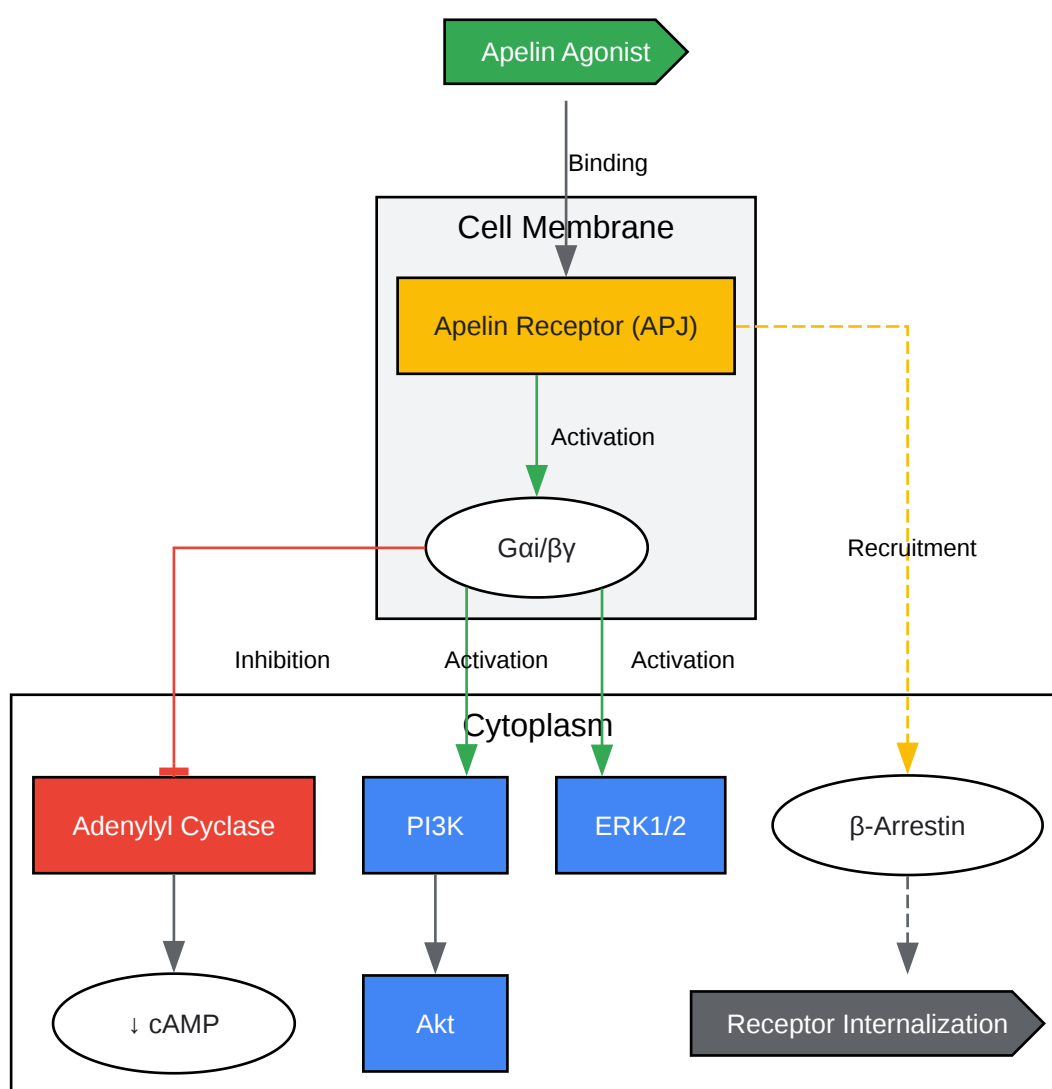 Apelin Agonist
Binding
Cell Membrane
Apelin Receptor (APJ)
Activation
Gαi/βγ
Recruitment
Inhibition
Activation
Activation
Cytoplasm
Adenylyl Cyclase
PI3K
ERK1/2
β-Arrestin
↓ cAMP
Akt
Receptor Internalization